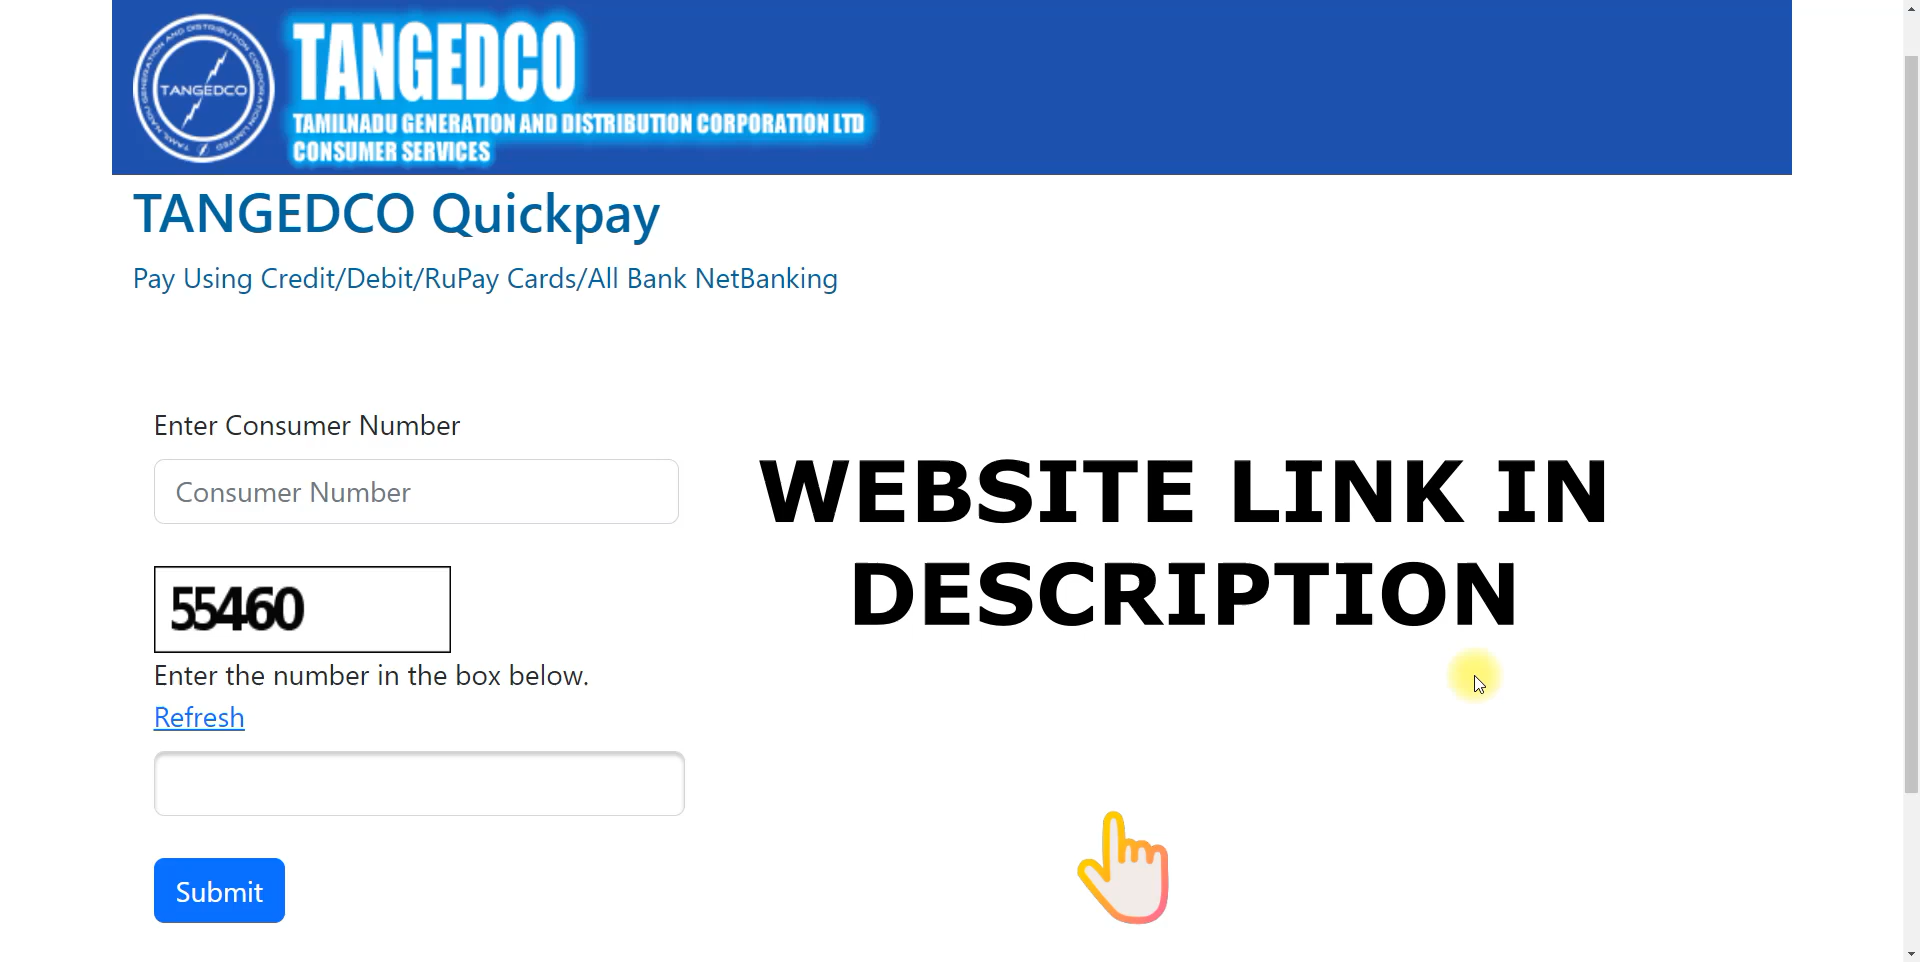 TANGEDCO
TAMILNADU GENERATION AND DISTRIBUTION CORPORATION LTD
CONSUMER SERVICES
TANGEDCO
TANGEDCO Quickpay
Pay Using Credit/Debit/RuPay Cards/All Bank NetBanking
Enter Consumer Number
Consumer Number
WEBSITE LINK IN
DESCRIPTION
55460
Enter the number in the box below.
Refresh
Submit